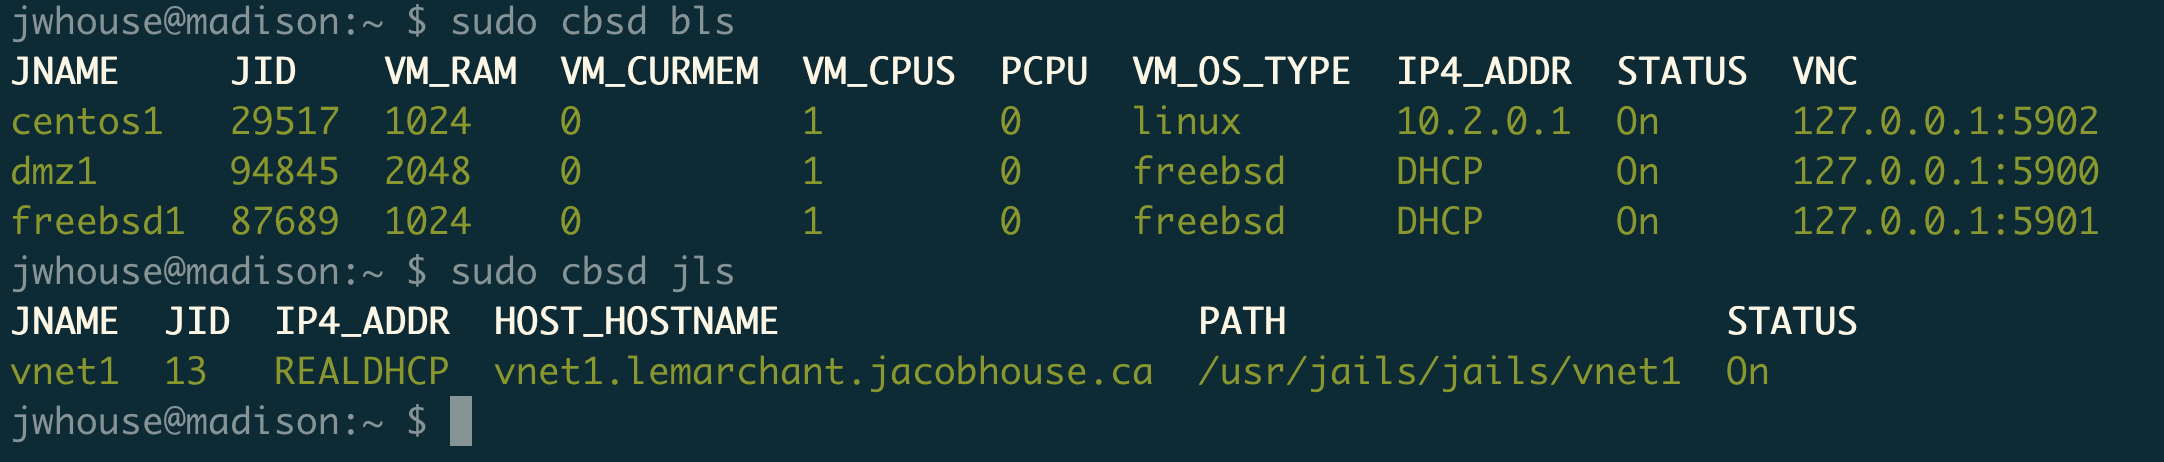 jwhouse@madison:~ $ sudo cbsd bls
JNAME     JID    VM_RAM  VM_CURMEM  VM_CPUS  PCPU  VM_OS_TYPE  IP4_ADDR  STATUS  VNC
centos1   29517  1024    0          1        0     linux       10.2.0.1  On      127.0.0.1:5902
dmz1      94845  2048    0          1        0     freebsd     DHCP      On      127.0.0.1:5900
freebsd1  87689  1024    0          1        0     freebsd     DHCP      On      127.0.0.1:5901
jwhouse@madison:~ $ sudo cbsd jls
JNAME  JID  IP4_ADDR  HOST_HOSTNAME                   PATH                    STATUS
vnet1  13   REALDHCP  vnet1.lemarchant.jacobhouse.ca  /usr/jails/jails/vnet1  On
jwhouse@madison:~ $